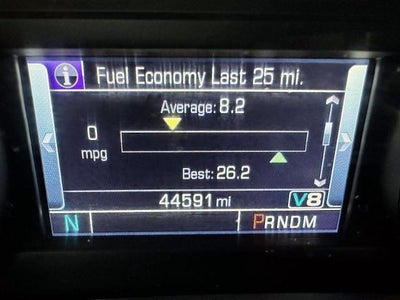 Fuel Economy Last 25 mi.
Average: 8.2
0
mpg
Best: 26.2
44591 mi V8
N PRNDM